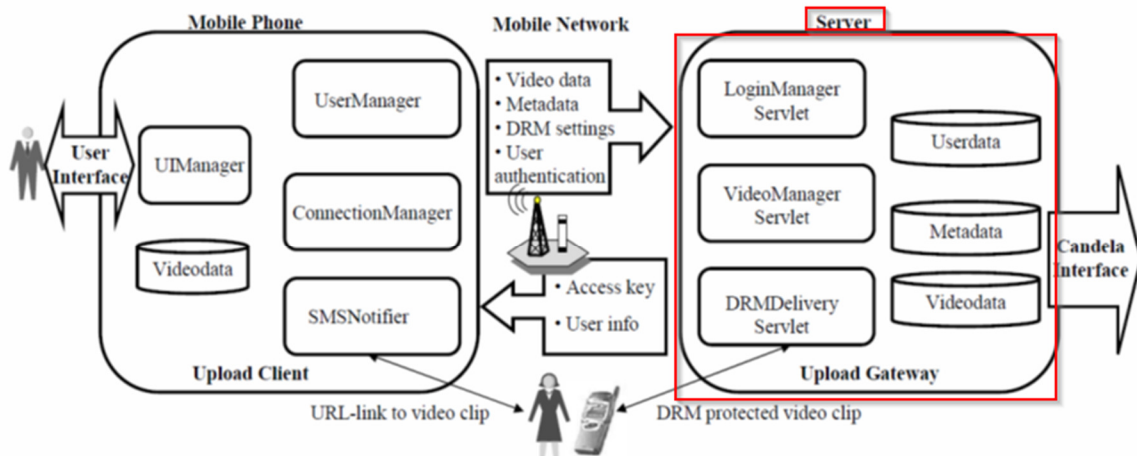 Mobile Phone
Mobile Network
Server
User
Interface
UIManager
Videodata
UserManager
ConnectionManager
SMSNotifier
Upload Client
• Video data
• Metadata
• DRM settings
• User
authentication
• Access key
• User info
LoginManager
Servlet
VideoManager
Servlet
DRMDelivery
Servlet
Userdata
Metadata
Videodata
Upload Gateway
Candela
Interface
URL-link to video clip
DRM protected video clip